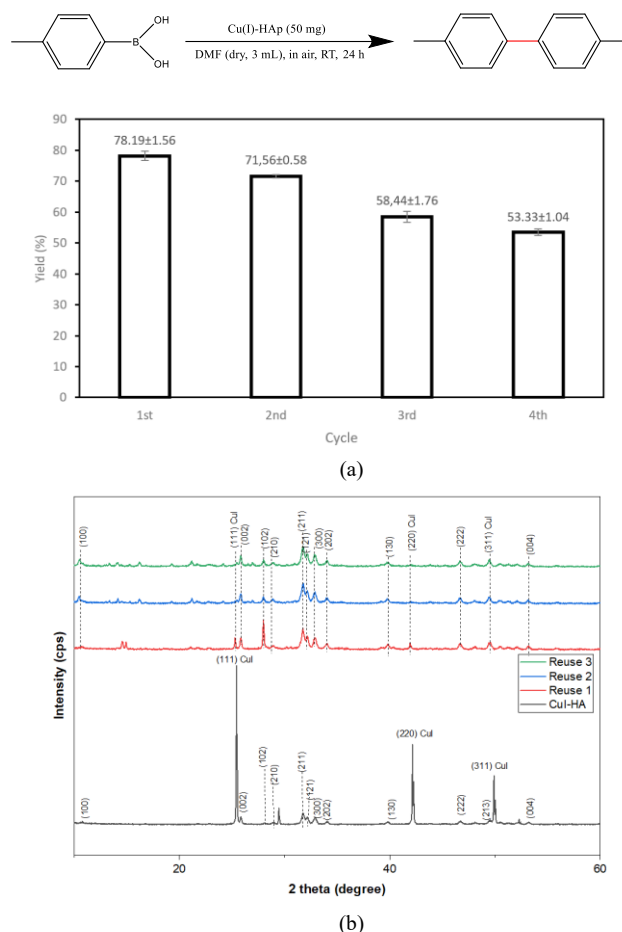 OH
B
OH
Cu(I)-HAp (50 mg)
DMF (dry, 3 mL), in air, RT, 24 h
90
80
70
60
50
40
30
20
10
0
Yield (%)
78.19±1.56
71,56±0.58
58,44±1.76
53.33±1.04
1st
2nd
3rd
4th
Cycle
(a)
(100)
(111) CuI
(002)
(102)
(210)
(211)
(300)
(202)
(130)
(220) CuI
(222)
(311) CuI
(004)
Intensity (cps)
Reuse 3
Reuse 2
Reuse 1
CuI-HA
(111) CuI
(220) CuI
(311) CuI
(100)
(002)
(102)
(210)
(211)
(300)
(202)
(130)
(222)
(213)
(004)
20
40
60
2 theta (degree)
(b)